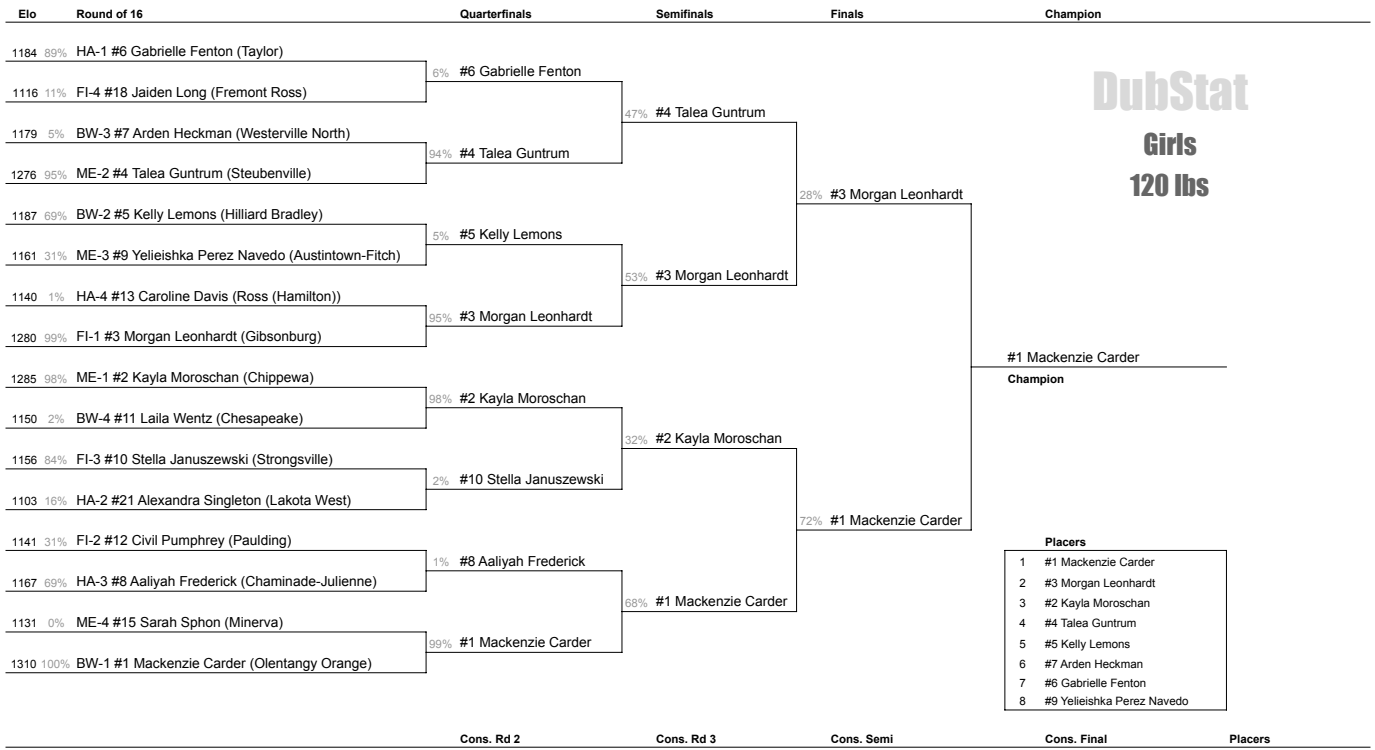 Elo Round of 16 Quarterfinals Semifinals Finals Champion
1184 89% HA-1 #6 Gabrielle Fenton (Taylor)
6% #6 Gabrielle Fenton
1116 11% FI-4 #18 Jaiden Long (Fremont Ross)
47% #4 Talea Guntrum
1179 5% BW-3 #7 Arden Heckman (Westerville North)
94% #4 Talea Guntrum
1276 95% ME-2 #4 Talea Guntrum (Steubenville)
DubStat
Girls
120 lbs
28% #3 Morgan Leonhardt
1187 69% BW-2 #5 Kelly Lemons (Hilliard Bradley)
5% #5 Kelly Lemons
1161 31% ME-3 #9 Yelieishka Perez Navedo (Austintown-Fitch)
53% #3 Morgan Leonhardt
1140 1% HA-4 #13 Caroline Davis (Ross (Hamilton))
95% #3 Morgan Leonhardt
1280 99% FI-1 #3 Morgan Leonhardt (Gibsonburg)
#1 Mackenzie Carder
Champion
1285 98% ME-1 #2 Kayla Moroschan (Chippewa)
98% #2 Kayla Moroschan
1150 2% BW-4 #11 Laila Wentz (Chesapeake)
32% #2 Kayla Moroschan
1156 84% FI-3 #10 Stella Januszewski (Strongsville)
2% #10 Stella Januszewski
1103 16% HA-2 #21 Alexandra Singleton (Lakota West)
72% #1 Mackenzie Carder
1141 31% FI-2 #12 Civil Pumphrey (Paulding)
1% #8 Aaliyah Frederick
1167 69% HA-3 #8 Aaliyah Frederick (Chaminade-Julienne)
68% #1 Mackenzie Carder
1131 0% ME-4 #15 Sarah Sphon (Minerva)
99% #1 Mackenzie Carder
1310 100% BW-1 #1 Mackenzie Carder (Olentangy Orange)
Placers
1 #1 Mackenzie Carder
2 #3 Morgan Leonhardt
3 #2 Kayla Moroschan
4 #4 Talea Guntrum
5 #5 Kelly Lemons
6 #7 Arden Heckman
7 #6 Gabrielle Fenton
8 #9 Yelieishka Perez Navedo
Cons. Rd 2 Cons. Rd 3 Cons. Semi Cons. Final Placers